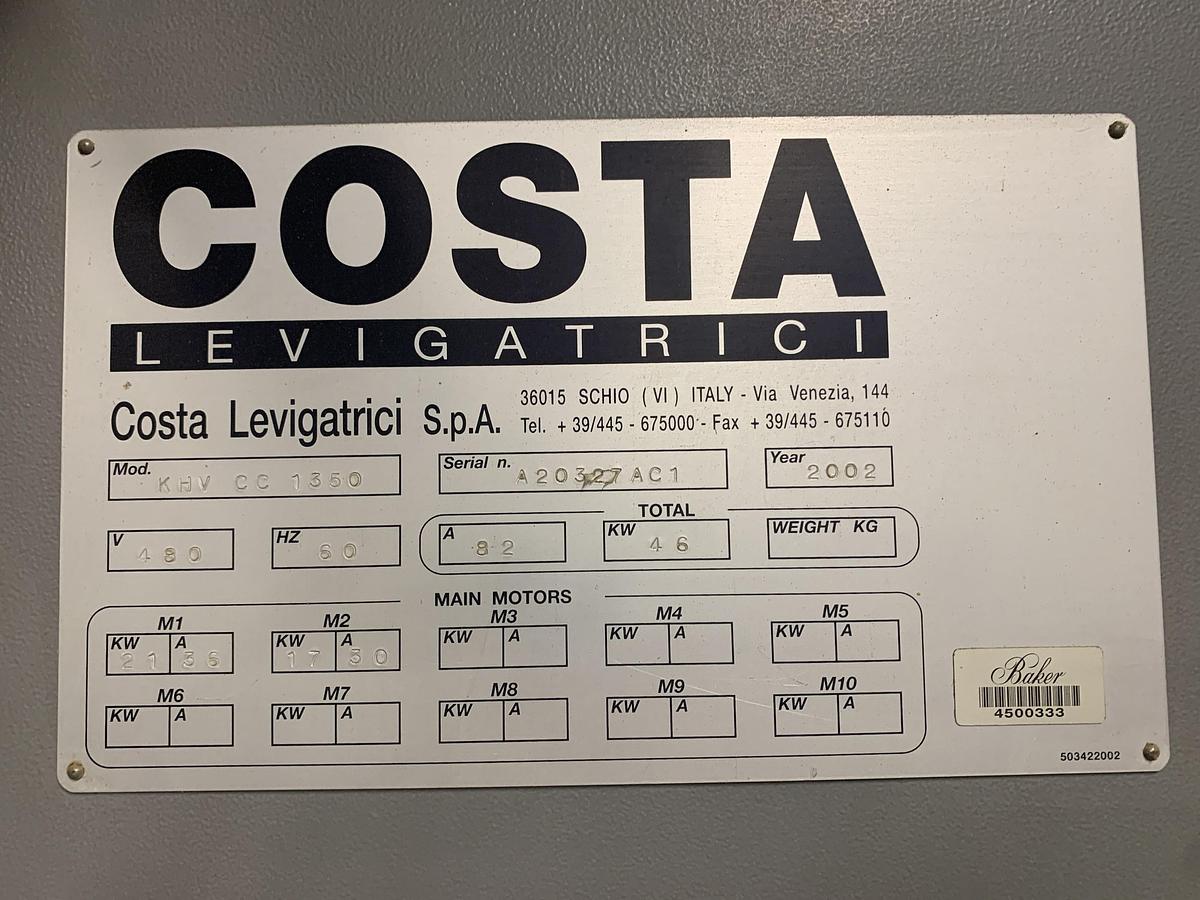 COSTA
LEVIGATRICI
Costa Levigatrici S.p.A.
36015 SCHIO (VI) ITALY - Via Venezia, 144
Tel. + 39/445 - 675000 - Fax + 39/445 - 675110
Mod. KHV CC 1350 Serial n. A20327AC1 Year 2002
TOTAL
V 480 HZ 60 A 82 KW 46 WEIGHT KG
MAIN MOTORS
M1 M2 M3 M4 M5
KW A KW A KW A KW A KW A
21 36 17 30
M6 M7 M8 M9 M10
KW A KW A KW A KW A KW A
Baker
4500333
503422002